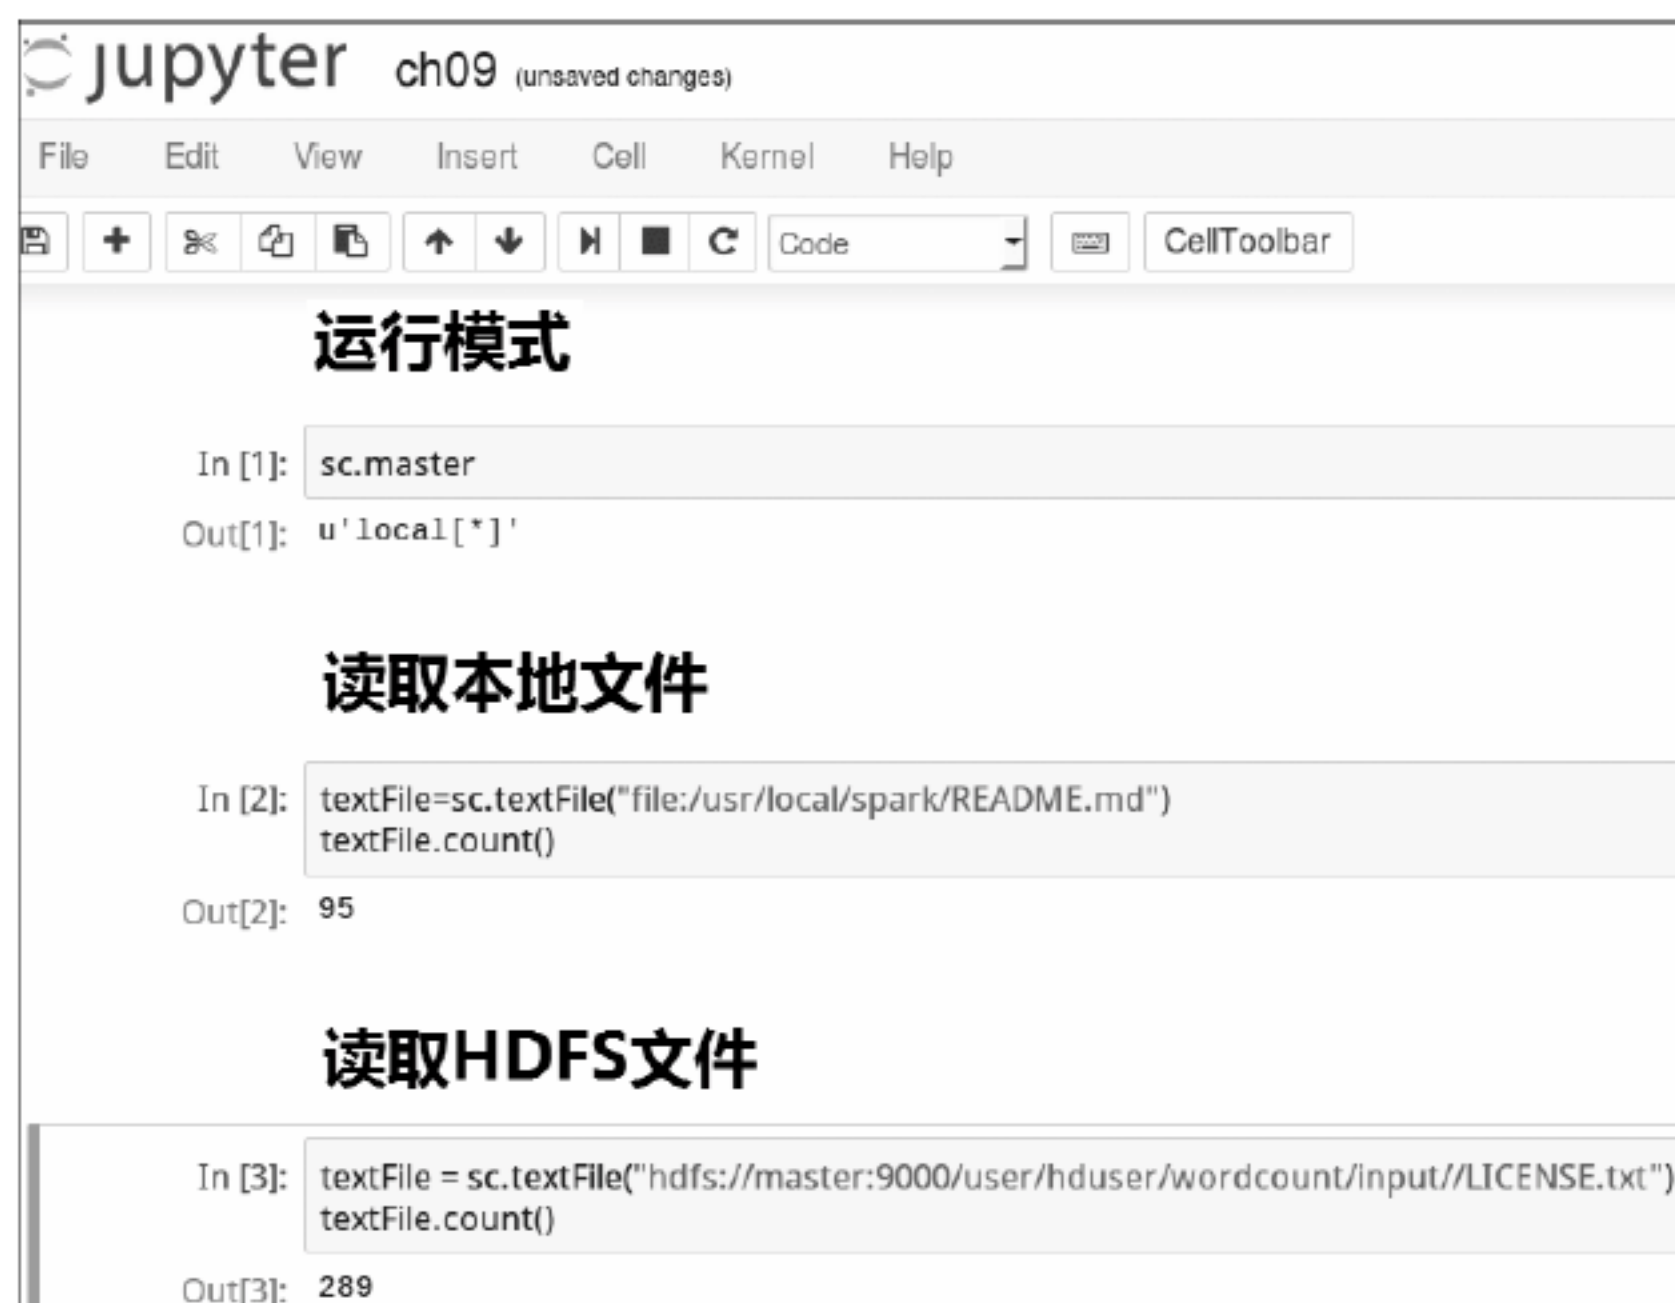 jupyter ch09 (unsaved changes)
File Edit View Insert Cell Kernel Help
Code CellToolbar
运行模式
In [1]: sc.master
Out[1]: u'local[*]'
读取本地文件
In [2]: textFile=sc.textFile("file:/usr/local/spark/README.md")
textFile.count()
Out[2]: 95
读取HDFS文件
In [3]: textFile = sc.textFile("hdfs://master:9000/user/hduser/wordcount/input//LICENSE.txt")
textFile.count()
Out[3]: 289